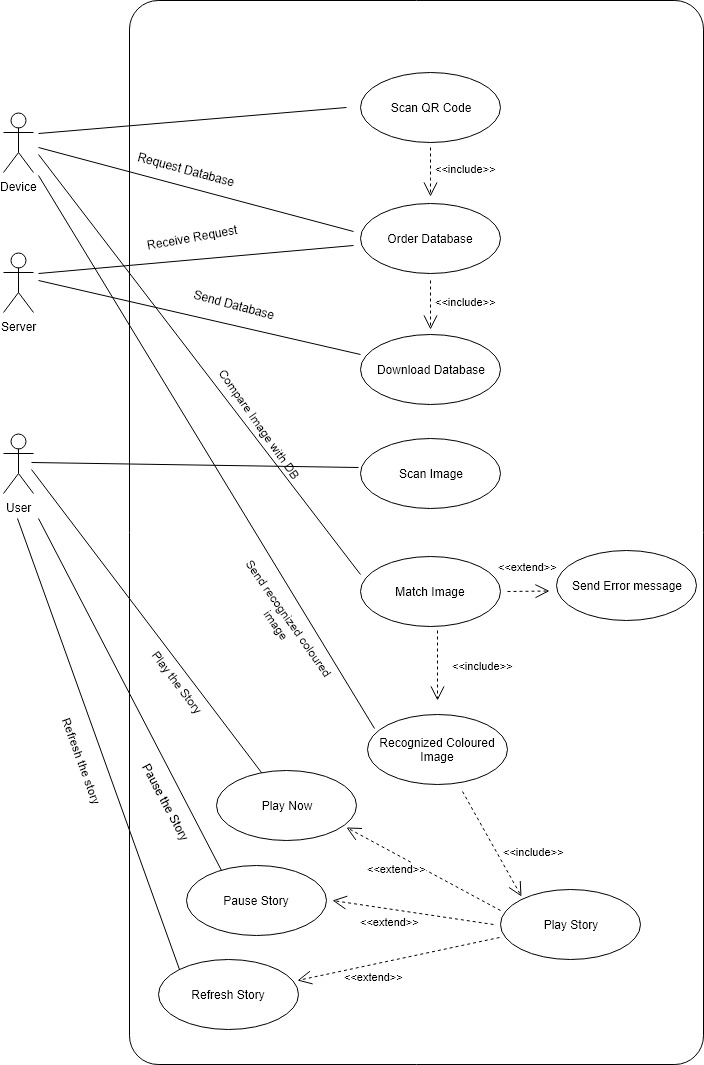 Scan QR Code
Request Database
<<include>>
Device
Receive Request
Order Database
Send Database
<<include>>
Server
Download Database
Compare Image with DB
Scan Image
User
<<extend>>
Match Image
Send Error message
Send recognized coloured
image
<<include>>
Play the Story
Recognized Coloured
Image
Refresh the story
Pause the Story
Play Now
<<include>>
<<extend>>
Pause Story
<<extend>>
Play Story
<<extend>>
Refresh Story